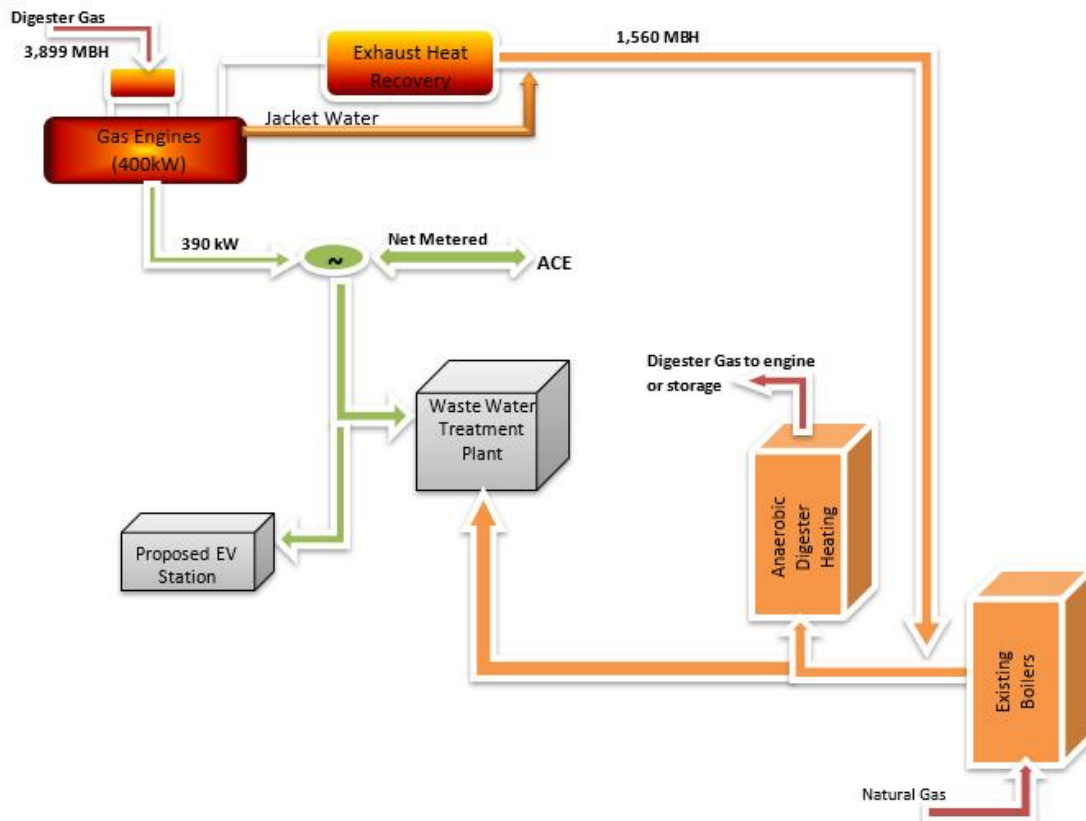 Digester Gas
3,899 MBH
Exhaust Heat
Recovery
1,560 MBH
Jacket Water
Gas Engines
(400kW)
390 kW
~
Net Metered
ACE
Digester Gas to engine
or storage
Waste Water
Treatment
Plant
Anaerobic
Digester
Heating
Proposed EV
Station
Existing
Boilers
Natural Gas